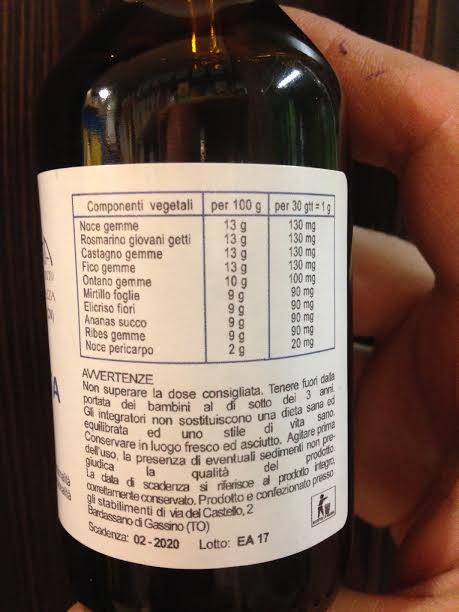 Componenti vegetali per 100 g per 30 gtt = 1 g
Noce gemme 13 g 130 mg
Rosmarino giovani getti 13 g 130 mg
Castagno gemme 13 g 130 mg
Fico gemme 13 g 130 mg
Ontano gemme 10 g 100 mg
Mirtillo foglie 9 g 90 mg
Elicriso fiori 9 g 90 mg
Ananas succo 9 g 90 mg
Ribes gemme 9 g 90 mg
Noce pericarpo 2 g 20 mg
AVVERTENZE
Non superare la dose consigliata. Tenere fuori dalla
portata dei bambini al di sotto dei 3 anni.
Gli integratori non sostituiscono una dieta sana ed
equilibrata ed uno stile di vita sano.
Conservare in luogo fresco ed asciutto. Agitare prima
dell'uso, la presenza di eventuali sedimenti non pre-
giudica la qualità del prodotto.
La data di scadenza si riferisce al prodotto integro,
correttamente conservato. Prodotto e confezionato presso
gli stabilimenti di via del Castello, 2
Bardassano di Gassino (TO)
Scadenza: 02-2020 Lotto: EA 17